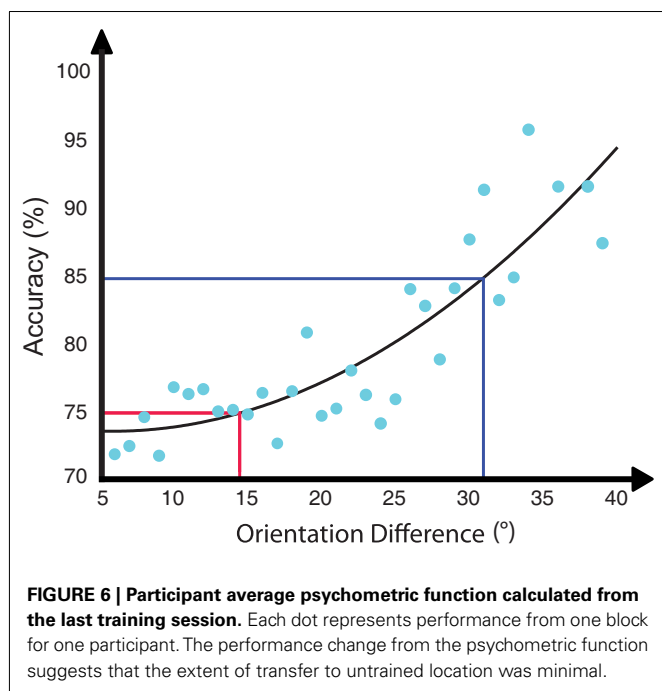 100
95
90
85
80
75
70
Accuracy (%)
5 10 15 20 25 30 35 40
Orientation Difference (°)
FIGURE 6 | Participant average psychometric function calculated from
the last training session. Each dot represents performance from one block
for one participant. The performance change from the psychometric function
suggests that the extent of transfer to untrained location was minimal.